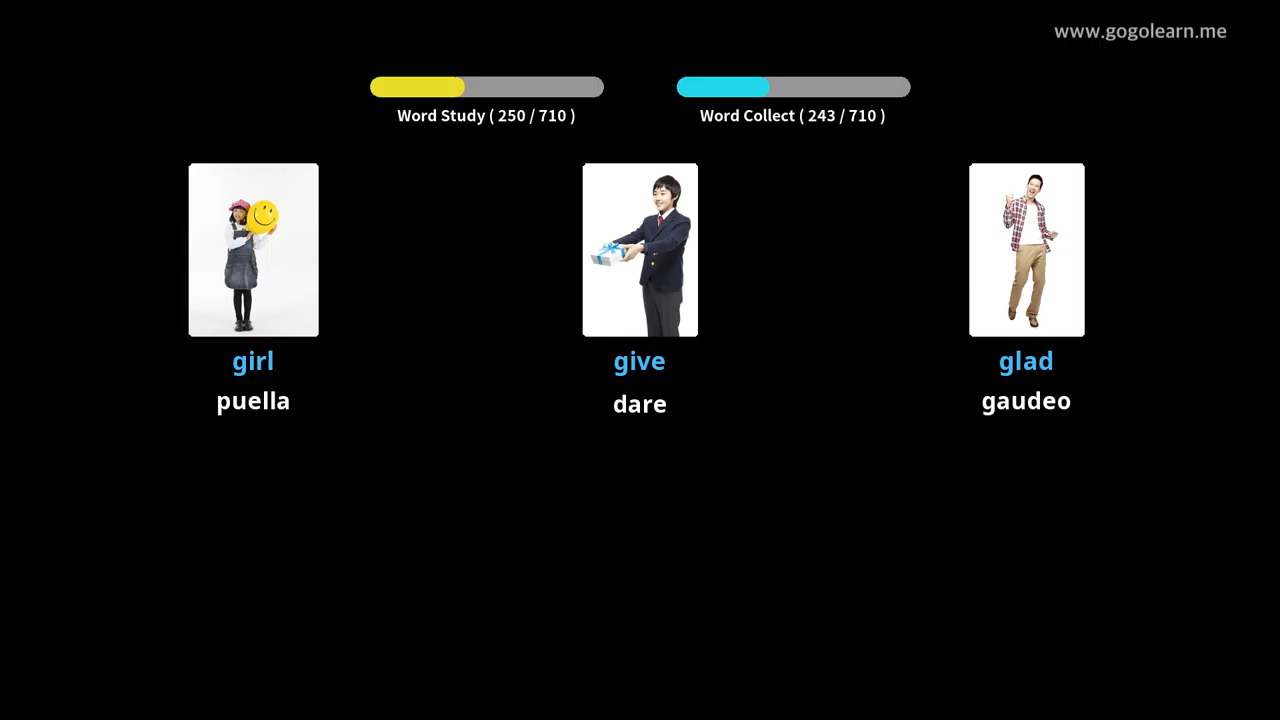 www.gogolearn.me
Word Study ( 250 / 710 )
Word Collect ( 243 / 710 )
girl
give
glad
puella
dare
gaudeo